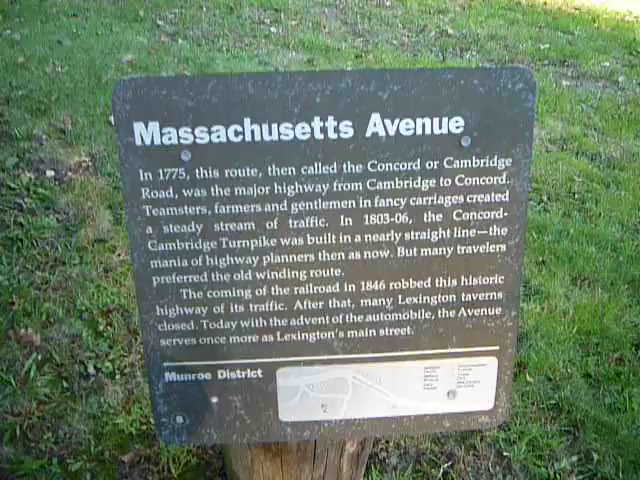 Massachusetts Avenue
In 1775, this route, then called the Concord or Cambridge
Road, was the major highway from Cambridge to Concord.
Teamsters, farmers and gentlemen in fancy carriages created
a steady stream of traffic. In 1803-06, the Concord-
Cambridge Turnpike was built in a nearly straight line—the
mania of highway planners then as now. But many travelers
preferred the old winding route.
The coming of the railroad in 1846 robbed this historic
highway of its traffic. After that, many Lexington taverns
closed. Today with the advent of the automobile, the Avenue
serves once more as Lexington's main street.
Munroe District